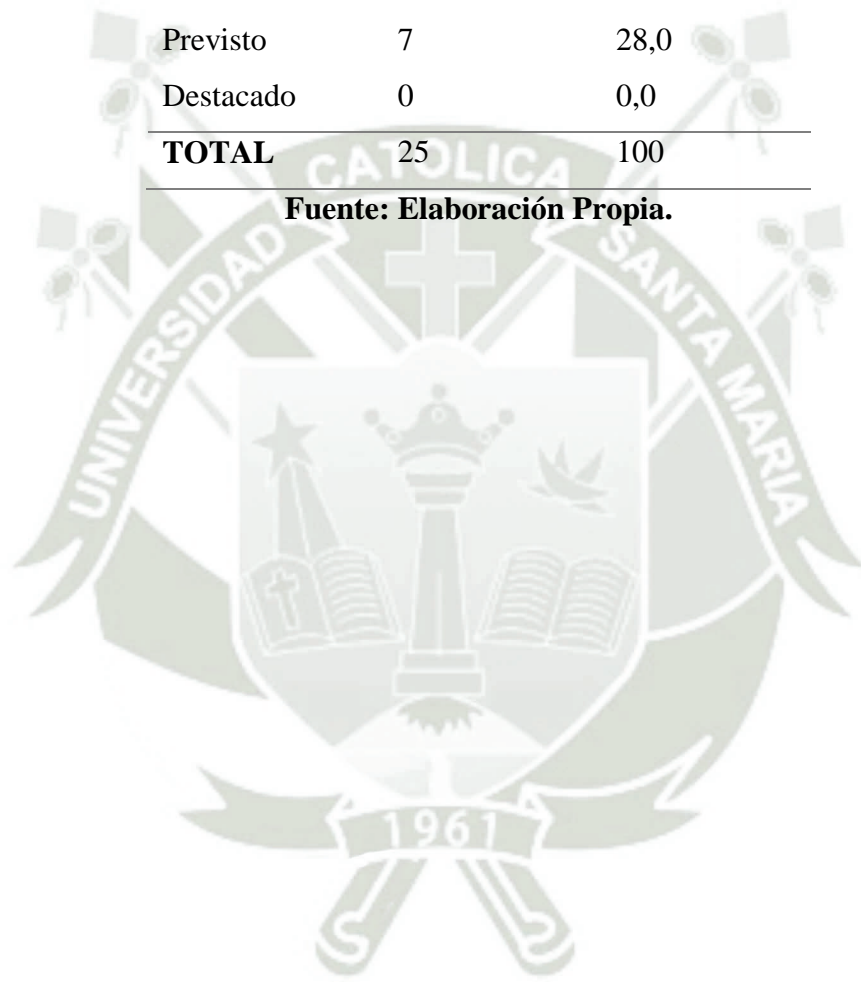 Previsto 7 28,0
Destacado 0 0,0
TOTAL 25 100
Fuente: Elaboración Propia.
UNIVERSIDAD CATOLICA SANTA MARIA
1961